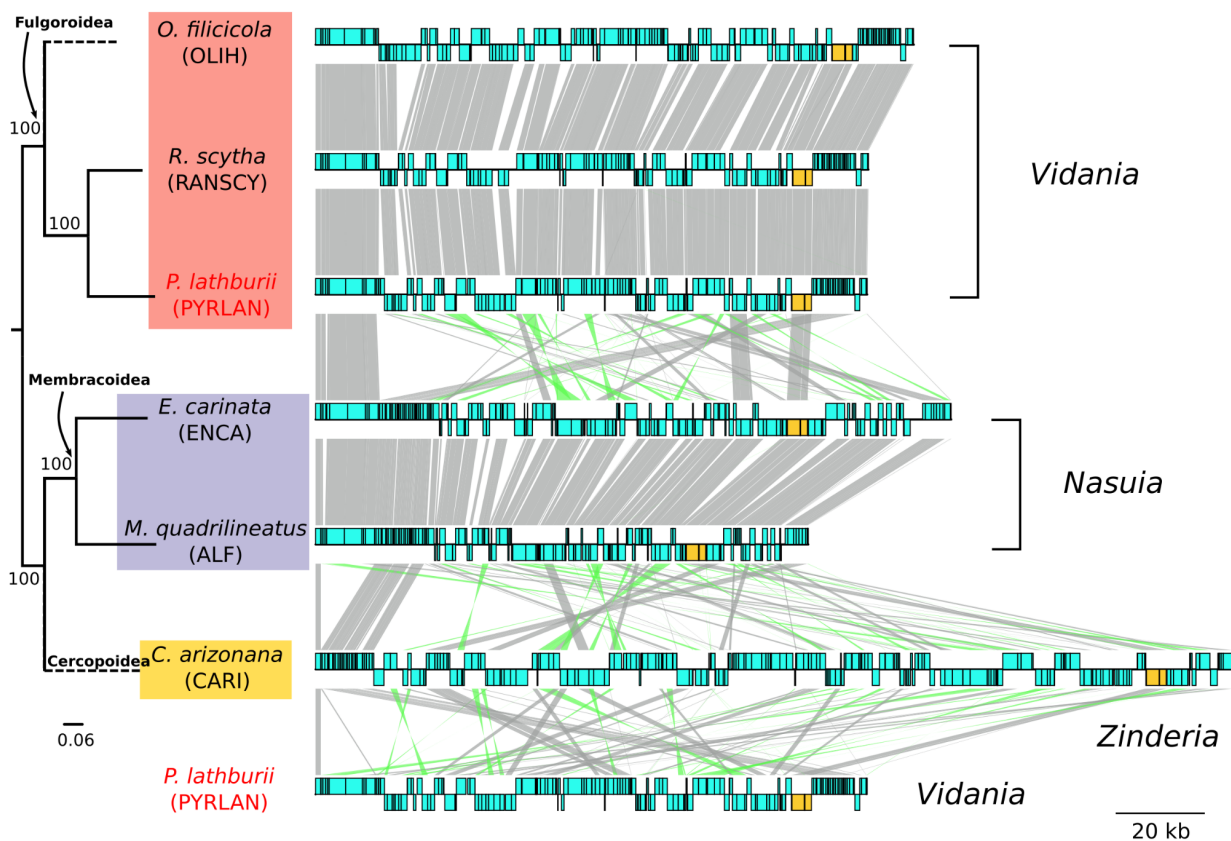 Fulgoroidea
O. filicicola
(OLIH)
100
R. scytha
(RANSCY)
Vidania
100
P. lathburii
(PYRLAN)
Membracoidea
E. carinata
(ENCA)
100
Nasuia
M. quadrilineatus
(ALF)
100
Cercopoidea
C. arizonana
(CARI)
0.06
Zinderia
P. lathburii
(PYRLAN)
Vidania
20 kb